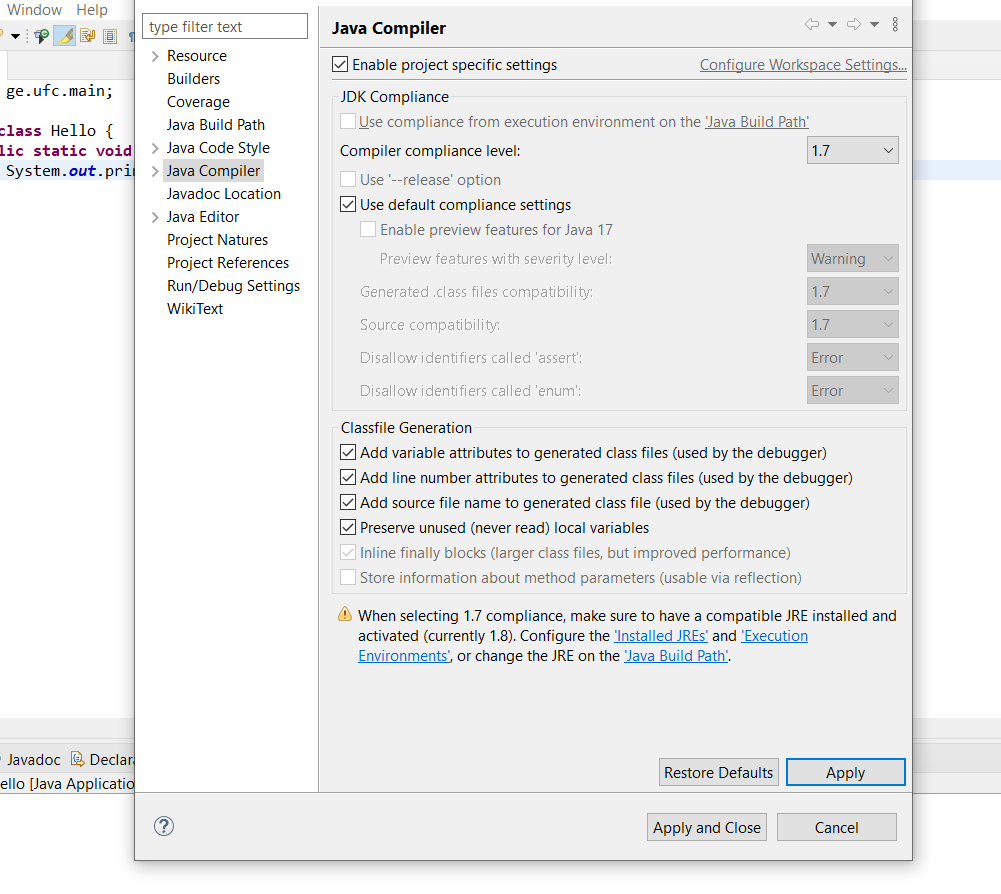 Window Help
type filter text
Java Compiler
Resource
Builders
Coverage
Java Build Path
Java Code Style
Java Compiler
Javadoc Location
Java Editor
Project Natures
Project References
Run/Debug Settings
WikiText
Enable project specific settings
Configure Workspace Settings...
JDK Compliance
Use compliance from execution environment on the 'Java Build Path'
Compiler compliance level: 1.7
Use '--release' option
Use default compliance settings
Enable preview features for Java 17
Preview features with severity level: Warning
Generated .class files compatibility: 1.7
Source compatibility: 1.7
Disallow identifiers called 'assert': Error
Disallow identifiers called 'enum': Error
Classfile Generation
Add variable attributes to generated class files (used by the debugger)
Add line number attributes to generated class files (used by the debugger)
Add source file name to generated class file (used by the debugger)
Preserve unused (never read) local variables
Inline finally blocks (larger class files, but improved performance)
Store information about method parameters (usable via reflection)
When selecting 1.7 compliance, make sure to have a compatible JRE installed and
activated (currently 1.8). Configure the 'Installed JREs' and 'Execution
Environments', or change the JRE on the 'Java Build Path'.
Restore Defaults Apply
Apply and Close Cancel
ge.ufc.main;
class Hello {
lic static void
System.out.prin
Javadoc Declara
ello [Java Applicatio